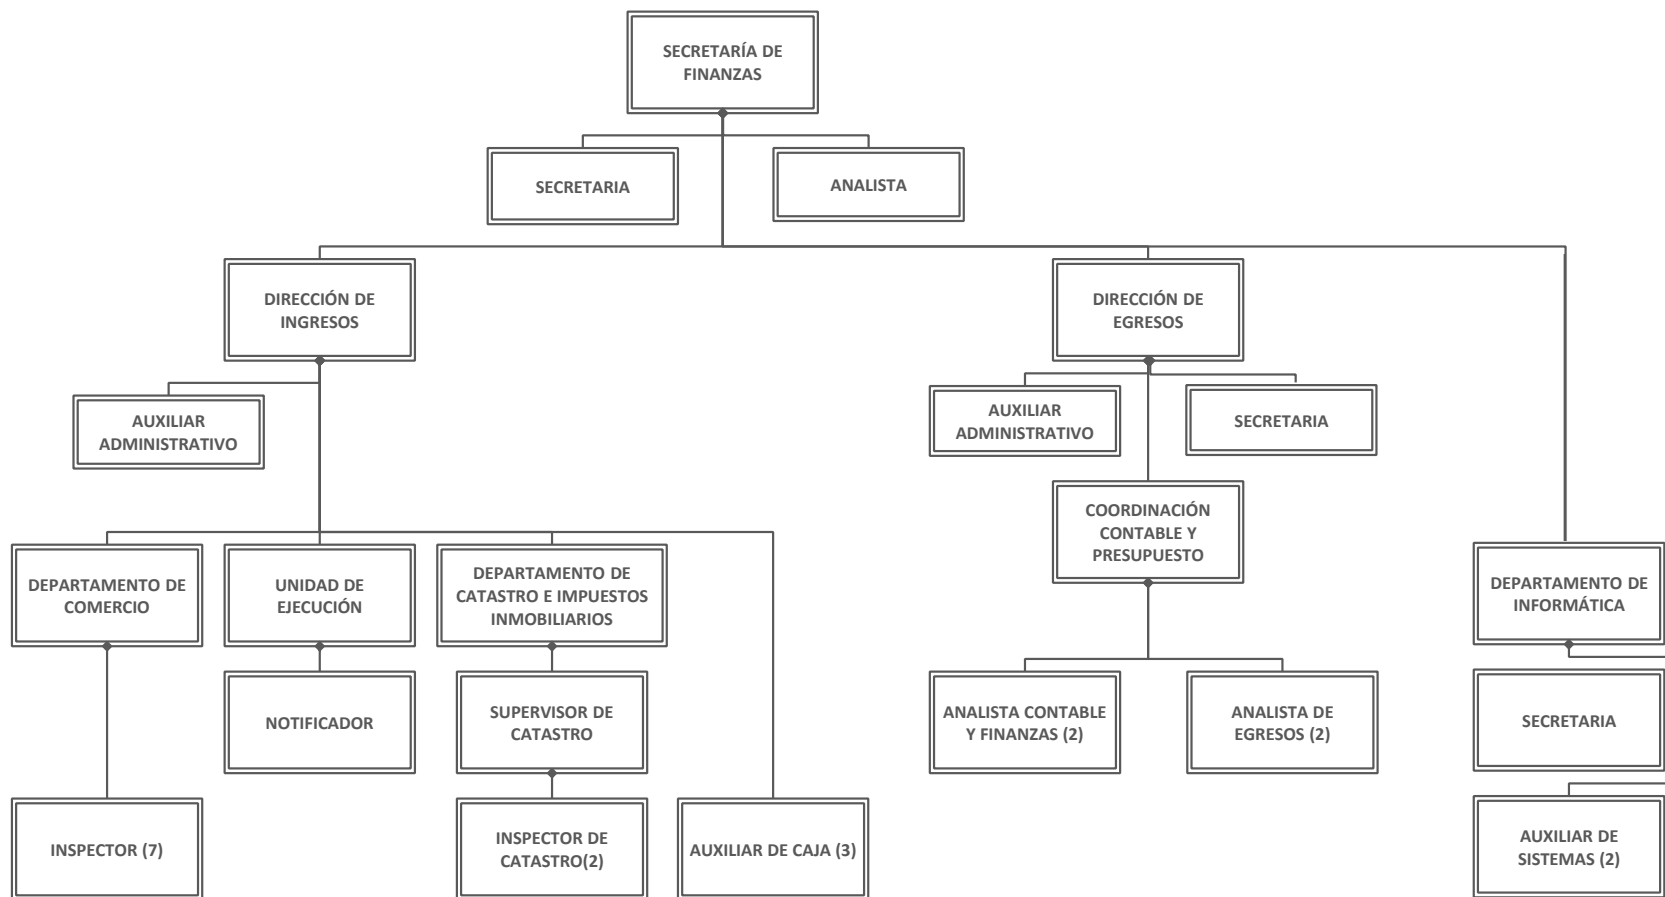 SECRETARÍA DE
FINANZAS
SECRETARIA
ANALISTA
DIRECCIÓN DE
INGRESOS
DIRECCIÓN DE
EGRESOS
AUXILIAR
ADMINISTRATIVO
AUXILIAR
ADMINISTRATIVO
SECRETARIA
COORDINACIÓN
CONTABLE Y
PRESUPUESTO
DEPARTAMENTO DE
COMERCIO
UNIDAD DE
EJECUCIÓN
DEPARTAMENTO DE
CATASTRO E IMPUESTOS
INMOBILIARIOS
DEPARTAMENTO DE
INFORMÁTICA
NOTIFICADOR
SUPERVISOR DE
CATASTRO
ANALISTA CONTABLE
Y FINANZAS (2)
ANALISTA DE
EGRESOS (2)
SECRETARIA
INSPECTOR (7)
INSPECTOR DE
CATASTRO(2)
AUXILIAR DE CAJA (3)
AUXILIAR DE
SISTEMAS (2)